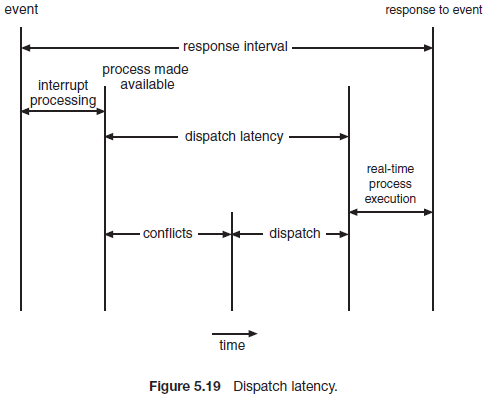 event
response to event
response interval
process made
available
interrupt
processing
dispatch latency
real-time
process
execution
conflicts
dispatch
time
Figure 5.19 Dispatch latency.